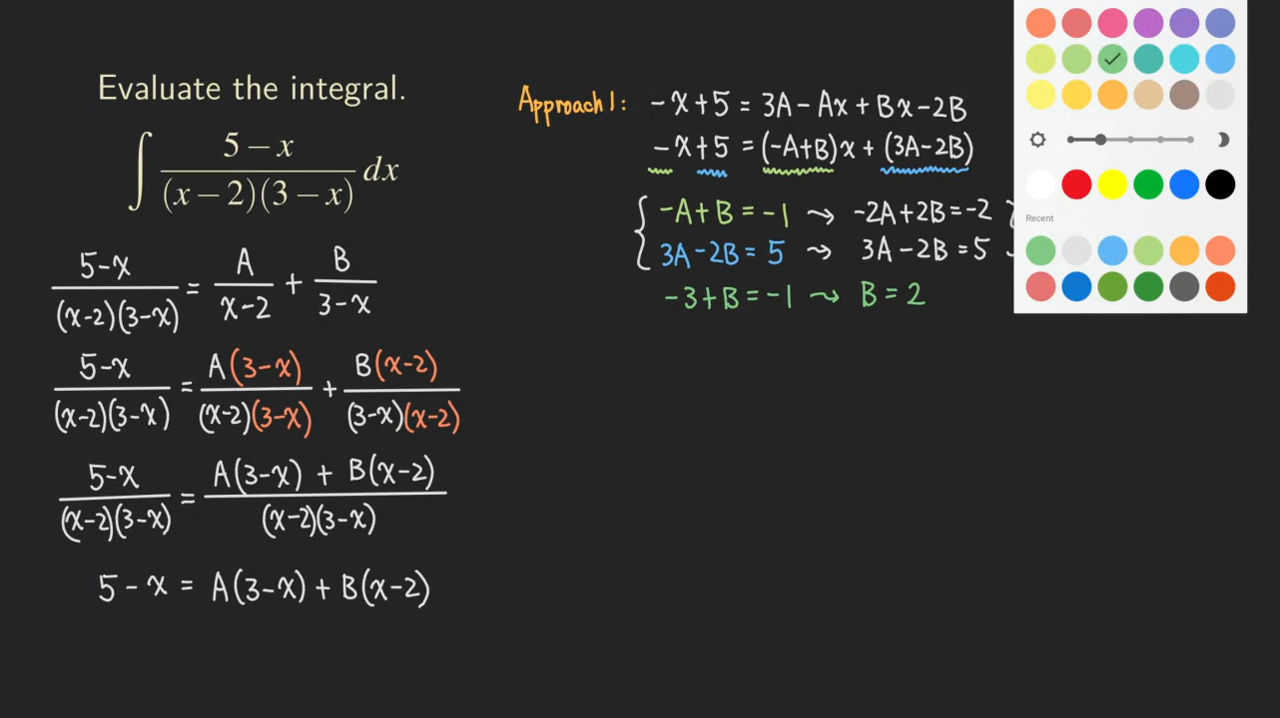 Evaluate the integral.
∫ (5 − x)/((x − 2)(3 − x)) dx
(5-x)/((x-2)(3-x)) = A/(x-2) + B/(3-x)
(5-x)/((x-2)(3-x)) = A(3-x)/((x-2)(3-x)) + B(x-2)/((3-x)(x-2))
(5-x)/((x-2)(3-x)) = (A(3-x) + B(x-2))/((x-2)(3-x))
5-x = A(3-x) + B(x-2)
Approach 1: -x+5 = 3A-Ax+Bx-2B
-x+5 = (-A+B)x + (3A-2B)
-A+B=-1 ⇝ -2A+2B=-2
3A-2B=5 ⇝ 3A-2B=5
-3+B=-1 ⇝ B=2
Recent